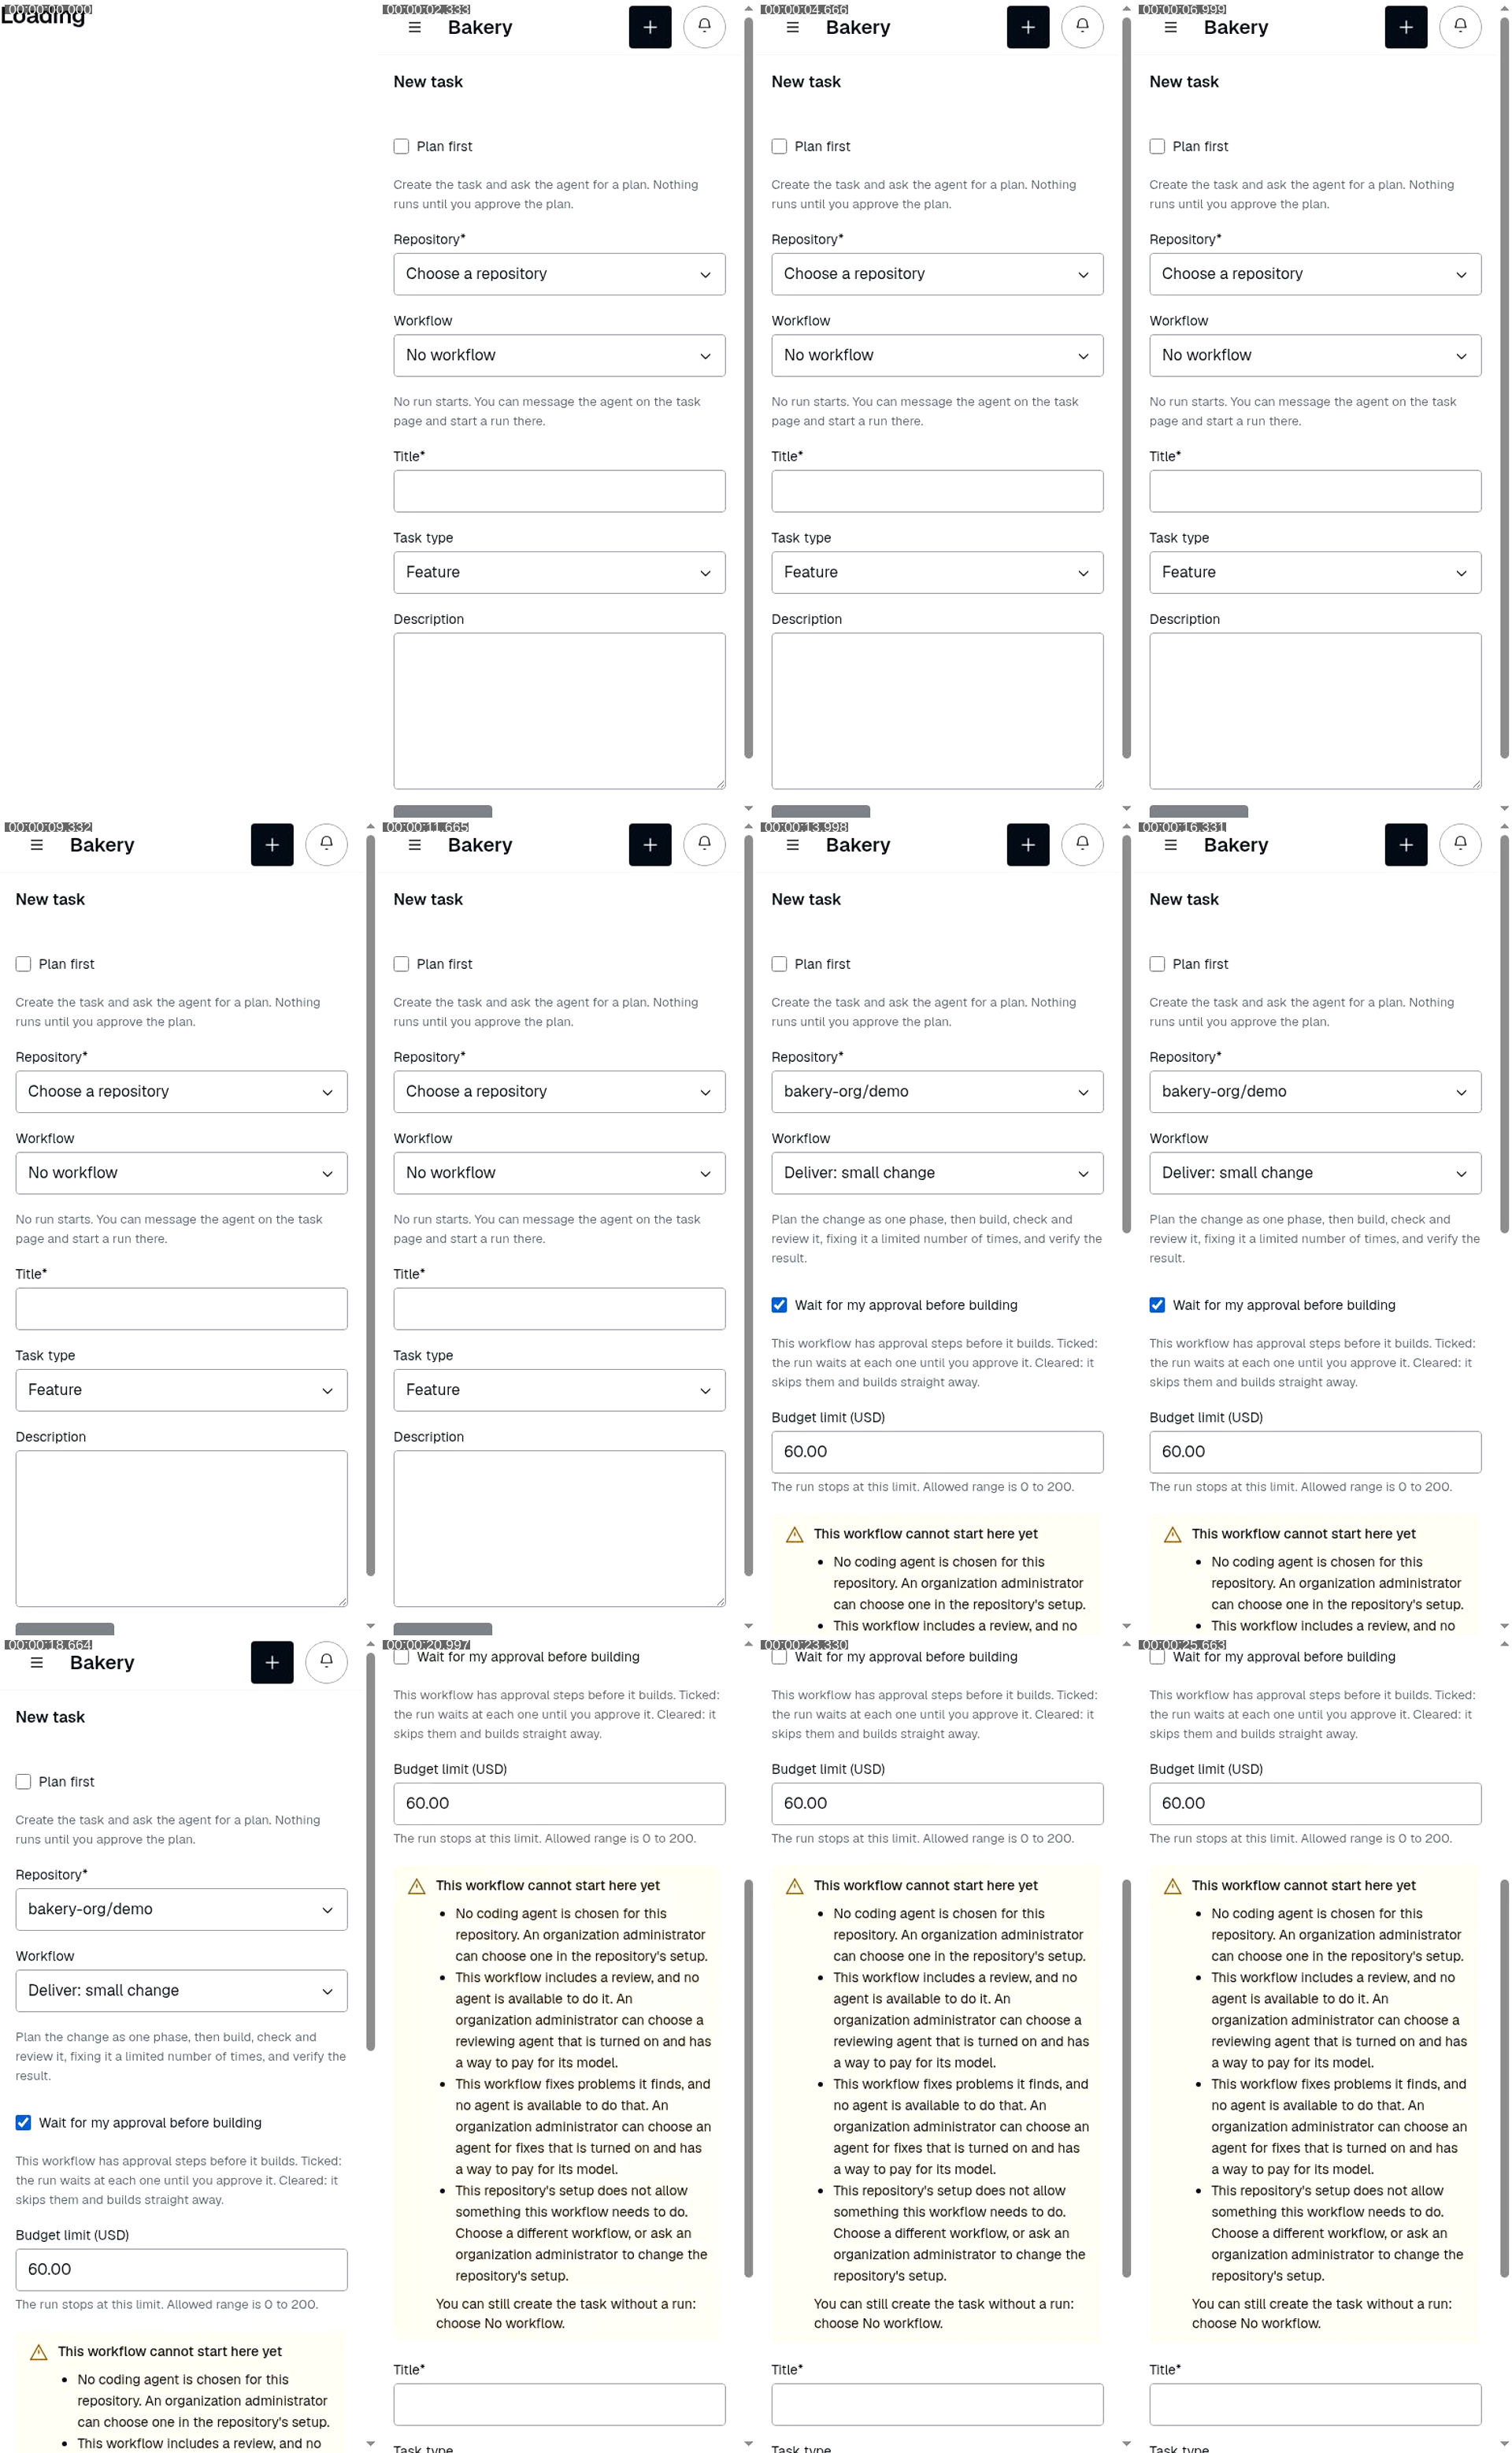 00:00:00.000
Loading
00:00:02.333
Bakery
New task
Plan first
Create the task and ask the agent for a plan. Nothing
runs until you approve the plan.
Repository*
Choose a repository
Workflow
No workflow
No run starts. You can message the agent on the task
page and start a run there.
Title*
Task type
Feature
Description
00:00:04.666
Bakery
New task
Plan first
Create the task and ask the agent for a plan. Nothing
runs until you approve the plan.
Repository*
Choose a repository
Workflow
No workflow
No run starts. You can message the agent on the task
page and start a run there.
Title*
Task type
Feature
Description
00:00:06.999
Bakery
New task
Plan first
Create the task and ask the agent for a plan. Nothing
runs until you approve the plan.
Repository*
Choose a repository
Workflow
No workflow
No run starts. You can message the agent on the task
page and start a run there.
Title*
Task type
Feature
Description
00:00:09.332
Bakery
New task
Plan first
Create the task and ask the agent for a plan. Nothing
runs until you approve the plan.
Repository*
Choose a repository
Workflow
No workflow
No run starts. You can message the agent on the task
page and start a run there.
Title*
Task type
Feature
Description
00:00:11.665
Bakery
New task
Plan first
Create the task and ask the agent for a plan. Nothing
runs until you approve the plan.
Repository*
Choose a repository
Workflow
No workflow
No run starts. You can message the agent on the task
page and start a run there.
Title*
Task type
Feature
Description
00:00:13.998
Bakery
New task
Plan first
Create the task and ask the agent for a plan. Nothing
runs until you approve the plan.
Repository*
bakery-org/demo
Workflow
Deliver: small change
Plan the change as one phase, then build, check and
review it, fixing it a limited number of times, and verify the
result.
Wait for my approval before building
This workflow has approval steps before it builds. Ticked:
the run waits at each one until you approve it. Cleared: it
skips them and builds straight away.
Budget limit (USD)
60.00
The run stops at this limit. Allowed range is 0 to 200.
This workflow cannot start here yet
• No coding agent is chosen for this
repository. An organization administrator
can choose one in the repository's setup.
• This workflow includes a review, and no
00:00:16.331
Bakery
New task
Plan first
Create the task and ask the agent for a plan. Nothing
runs until you approve the plan.
Repository*
bakery-org/demo
Workflow
Deliver: small change
Plan the change as one phase, then build, check and
review it, fixing it a limited number of times, and verify the
result.
Wait for my approval before building
This workflow has approval steps before it builds. Ticked:
the run waits at each one until you approve it. Cleared: it
skips them and builds straight away.
Budget limit (USD)
60.00
The run stops at this limit. Allowed range is 0 to 200.
This workflow cannot start here yet
• No coding agent is chosen for this
repository. An organization administrator
can choose one in the repository's setup.
• This workflow includes a review, and no
00:00:18.664
Bakery
New task
Plan first
Create the task and ask the agent for a plan. Nothing
runs until you approve the plan.
Repository*
bakery-org/demo
Workflow
Deliver: small change
Plan the change as one phase, then build, check and
review it, fixing it a limited number of times, and verify the
result.
Wait for my approval before building
This workflow has approval steps before it builds. Ticked:
the run waits at each one until you approve it. Cleared: it
skips them and builds straight away.
Budget limit (USD)
60.00
The run stops at this limit. Allowed range is 0 to 200.
This workflow cannot start here yet
• No coding agent is chosen for this
repository. An organization administrator
can choose one in the repository's setup.
• This workflow includes a review, and no
00:00:20.997
Wait for my approval before building
This workflow has approval steps before it builds. Ticked:
the run waits at each one until you approve it. Cleared: it
skips them and builds straight away.
Budget limit (USD)
60.00
The run stops at this limit. Allowed range is 0 to 200.
This workflow cannot start here yet
• No coding agent is chosen for this
repository. An organization administrator
can choose one in the repository's setup.
• This workflow includes a review, and no
agent is available to do it. An
organization administrator can choose a
reviewing agent that is turned on and has
a way to pay for its model.
• This workflow fixes problems it finds, and
no agent is available to do that. An
organization administrator can choose an
agent for fixes that is turned on and has
a way to pay for its model.
• This repository's setup does not allow
something this workflow needs to do.
Choose a different workflow, or ask an
organization administrator to change the
repository's setup.
You can still create the task without a run:
choose No workflow.
Title*
Task type
00:00:23.330
Wait for my approval before building
This workflow has approval steps before it builds. Ticked:
the run waits at each one until you approve it. Cleared: it
skips them and builds straight away.
Budget limit (USD)
60.00
The run stops at this limit. Allowed range is 0 to 200.
This workflow cannot start here yet
• No coding agent is chosen for this
repository. An organization administrator
can choose one in the repository's setup.
• This workflow includes a review, and no
agent is available to do it. An
organization administrator can choose a
reviewing agent that is turned on and has
a way to pay for its model.
• This workflow fixes problems it finds, and
no agent is available to do that. An
organization administrator can choose an
agent for fixes that is turned on and has
a way to pay for its model.
• This repository's setup does not allow
something this workflow needs to do.
Choose a different workflow, or ask an
organization administrator to change the
repository's setup.
You can still create the task without a run:
choose No workflow.
Title*
Task type
00:00:25.663
Wait for my approval before building
This workflow has approval steps before it builds. Ticked:
the run waits at each one until you approve it. Cleared: it
skips them and builds straight away.
Budget limit (USD)
60.00
The run stops at this limit. Allowed range is 0 to 200.
This workflow cannot start here yet
• No coding agent is chosen for this
repository. An organization administrator
can choose one in the repository's setup.
• This workflow includes a review, and no
agent is available to do it. An
organization administrator can choose a
reviewing agent that is turned on and has
a way to pay for its model.
• This workflow fixes problems it finds, and
no agent is available to do that. An
organization administrator can choose an
agent for fixes that is turned on and has
a way to pay for its model.
• This repository's setup does not allow
something this workflow needs to do.
Choose a different workflow, or ask an
organization administrator to change the
repository's setup.
You can still create the task without a run:
choose No workflow.
Title*
Task type